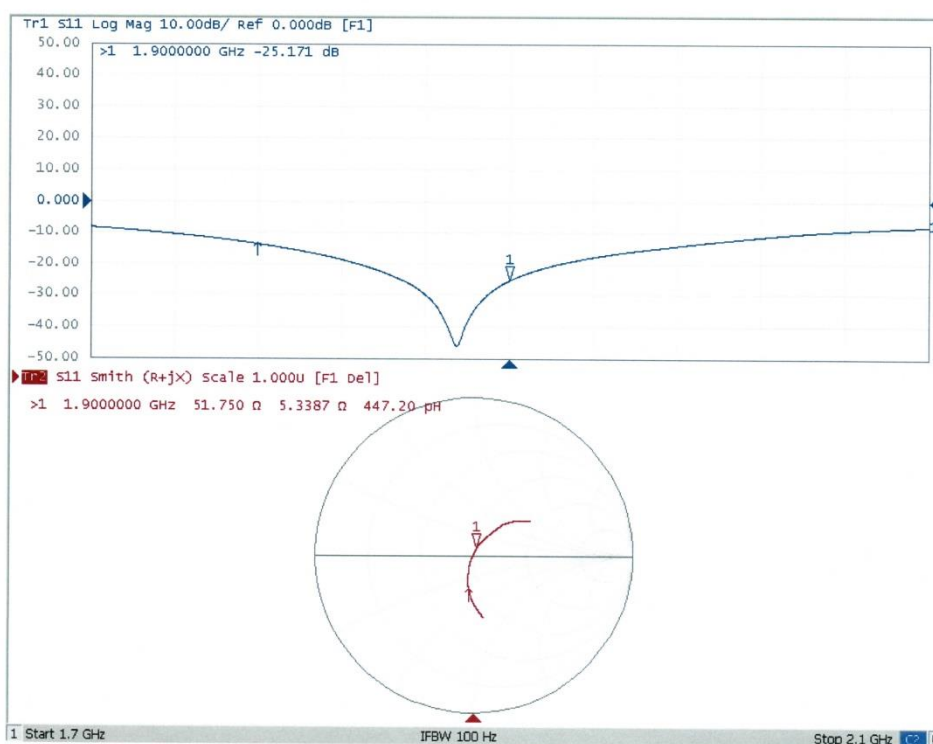 Tr1 S11 Log Mag 10.00dB/ Ref 0.000dB [F1]
50.00
>1 1.9000000 GHz -25.171 dB
40.00
30.00
20.00
10.00
0.000
-10.00
-20.00
1
-30.00
-40.00
-50.00
Tr2 S11 Smith (R+jX) Scale 1.000U [F1 Del]
>1 1.9000000 GHz 51.750 Ω 5.3387 Ω 447.20 pH
1
1 Start 1.7 GHz IFBW 100 Hz Stop 2.1 GHz C2